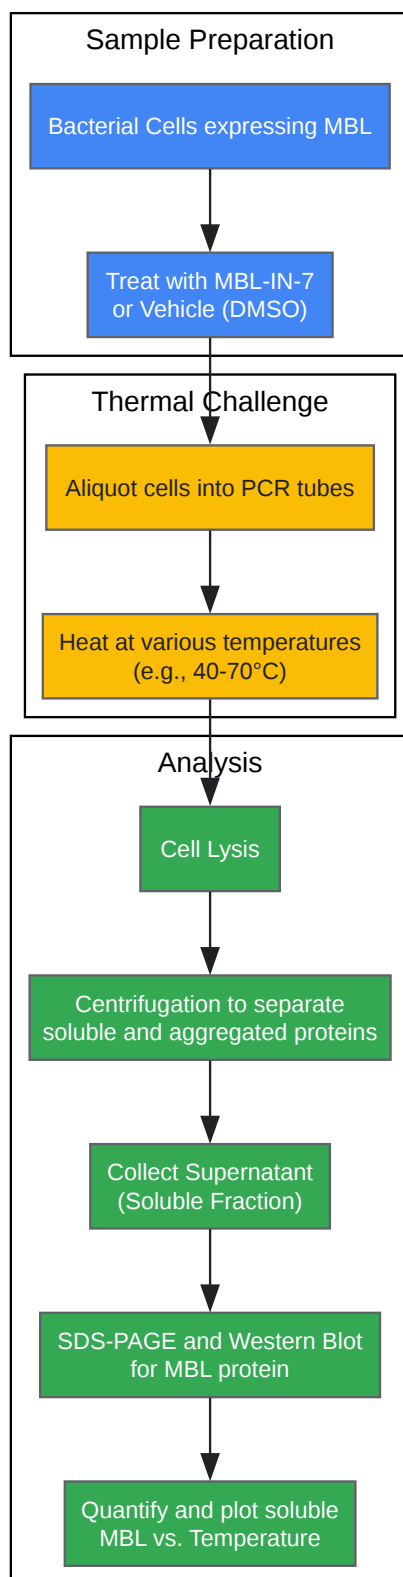 Sample Preparation
Bacterial Cells expressing MBL
Treat with MBL-IN-7
or Vehicle (DMSO)
Thermal Challenge
Aliquot cells into PCR tubes
Heat at various temperatures
(e.g., 40-70°C)
Analysis
Cell Lysis
Centrifugation to separate
soluble and aggregated proteins
Collect Supernatant
(Soluble Fraction)
SDS-PAGE and Western Blot
for MBL protein
Quantify and plot soluble
MBL vs. Temperature